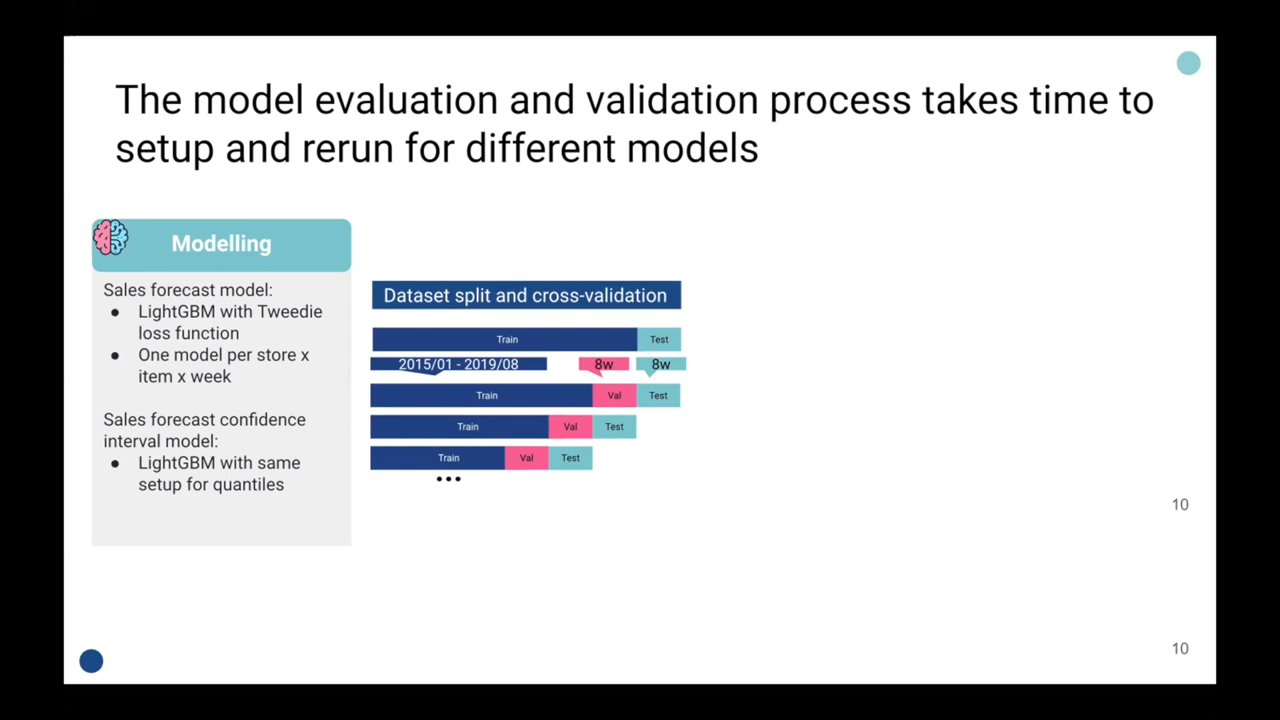 The model evaluation and validation process takes time to
setup and rerun for different models
Modelling
Sales forecast model:
● LightGBM with Tweedie
loss function
● One model per store x
item x week
Sales forecast confidence
interval model:
● LightGBM with same
setup for quantiles
Dataset split and cross-validation
Train Test
2015/01 - 2019/08 8w 8w
Train Val Test
Train Val Test
Train Val Test
...
10
10